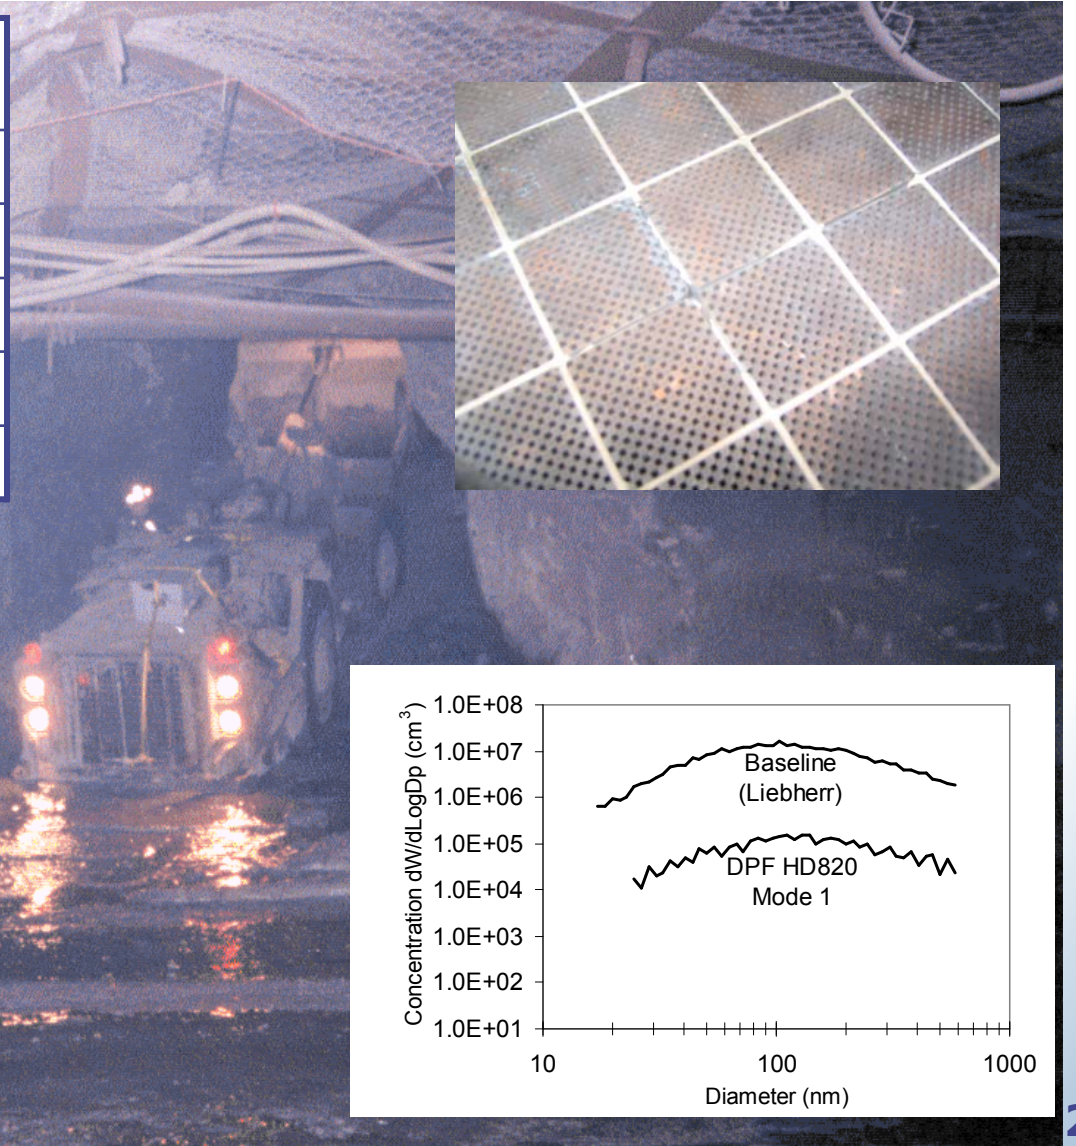 1.0E+08
1.0E+07
1.0E+06
1.0E+05
1.0E+04
1.0E+03
1.0E+02
1.0E+01
Concentration dW/dLogDp (cm³)
Baseline
(Liebherr)
DPF HD820
Mode 1
10
100
1000
Diameter (nm)